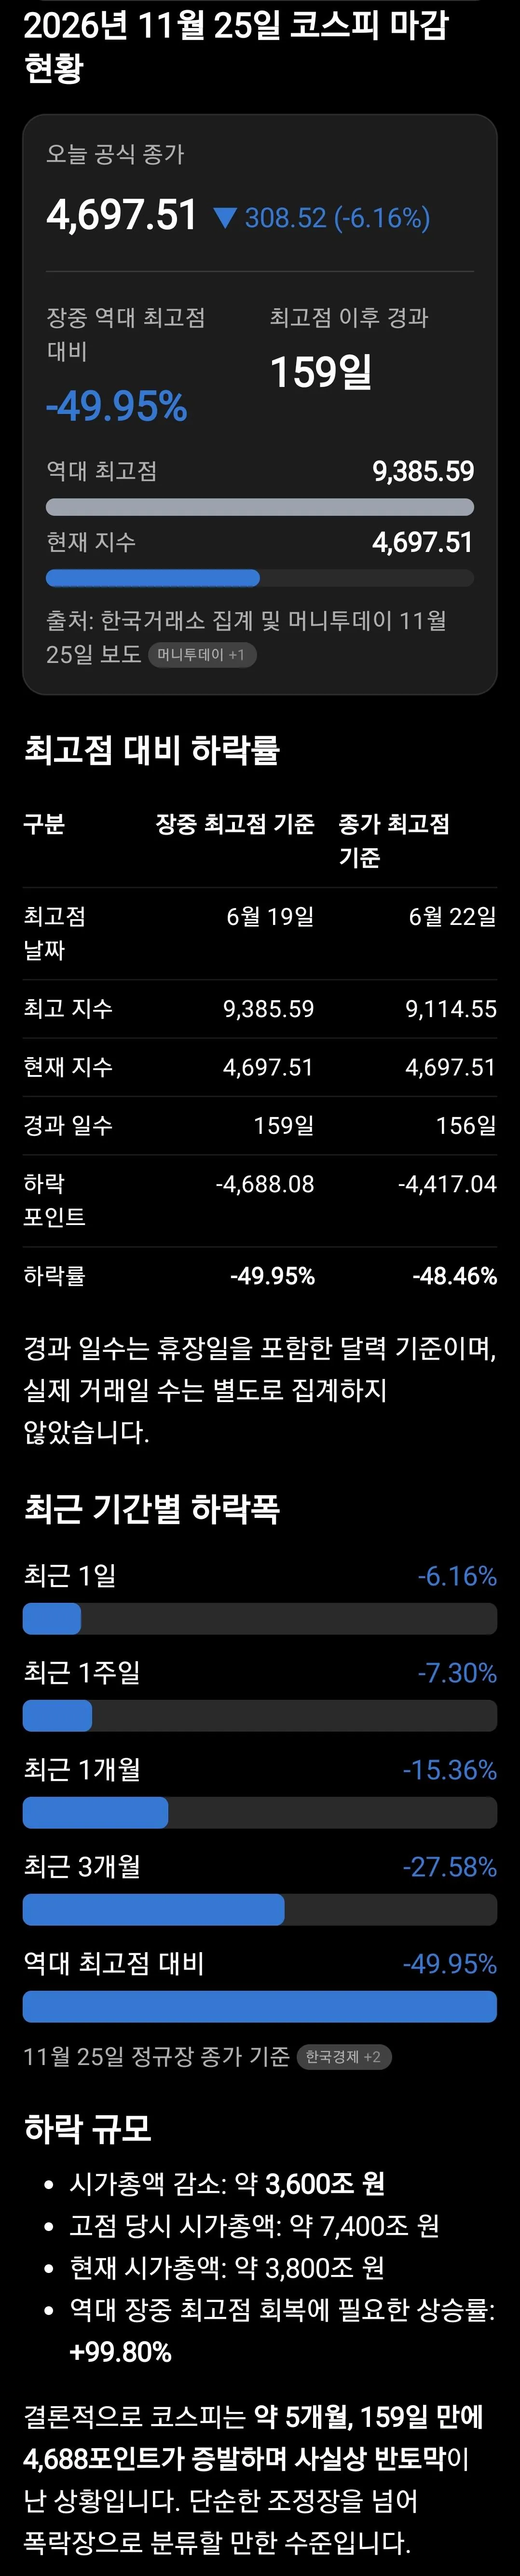 2026년 11월 25일 코스피 마감
현황
오늘 공식 종가
4,697.51 ▼ 308.52 (-6.16%)
장중 역대 최고점
대비
-49.95%
최고점 이후 경과
159일
역대 최고점 9,385.59
현재 지수 4,697.51
출처: 한국거래소 집계 및 머니투데이 11월
25일 보도 머니투데이 +1
최고점 대비 하락률
구분 장중 최고점 기준 종가 최고점
기준
최고점 6월 19일 6월 22일
날짜
최고 지수 9,385.59 9,114.55
현재 지수 4,697.51 4,697.51
경과 일수 159일 156일
하락 -4,688.08 -4,417.04
포인트
하락률 -49.95% -48.46%
경과 일수는 휴장일을 포함한 달력 기준이며,
실제 거래일 수는 별도로 집계하지
않았습니다.
최근 기간별 하락폭
최근 1일 -6.16%
최근 1주일 -7.30%
최근 1개월 -15.36%
최근 3개월 -27.58%
역대 최고점 대비 -49.95%
11월 25일 정규장 종가 기준 한국경제 +2
하락 규모
• 시가총액 감소: 약 3,600조 원
• 고점 당시 시가총액: 약 7,400조 원
• 현재 시가총액: 약 3,800조 원
• 역대 장중 최고점 회복에 필요한 상승률:
+99.80%
결론적으로 코스피는 약 5개월, 159일 만에
4,688포인트가 증발하며 사실상 반토막이
난 상황입니다. 단순한 조정장을 넘어
폭락장으로 분류할 만한 수준입니다.